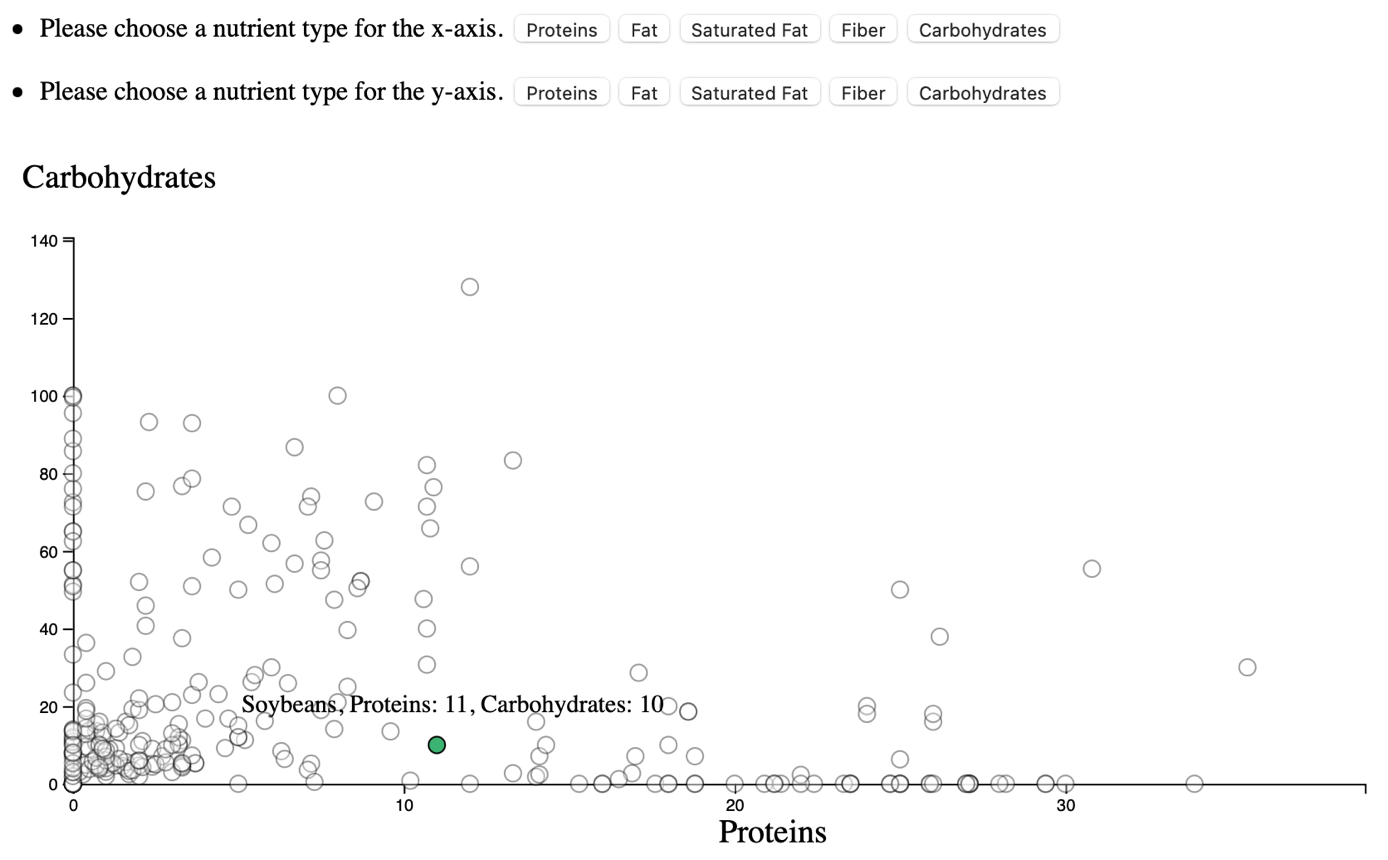 Please choose a nutrient type for the x-axis. Proteins Fat Saturated Fat Fiber Carbohydrates
Please choose a nutrient type for the y-axis. Proteins Fat Saturated Fat Fiber Carbohydrates
Carbohydrates
140
120
100
80
60
40
20
Soybeans, Proteins: 11, Carbohydrates: 10
0
0 10 20 30
Proteins